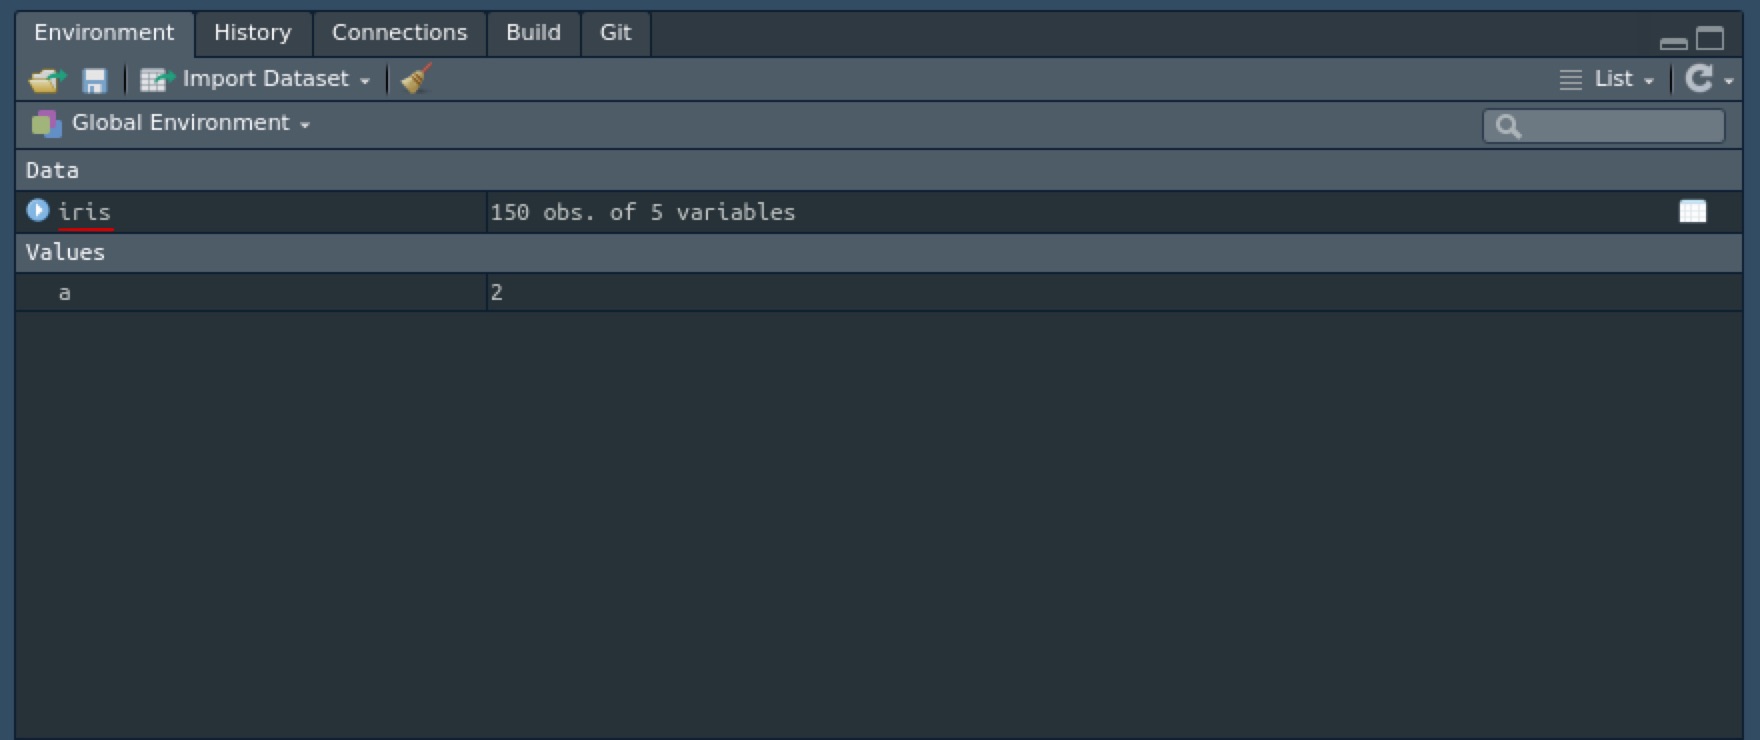 Environment History Connections Build Git
Import Dataset List
Global Environment
Data
iris 150 obs. of 5 variables
Values
a 2